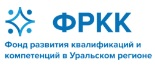 ФРКК
Фонд развития квалификаций и
компетенций в Уральском регионе